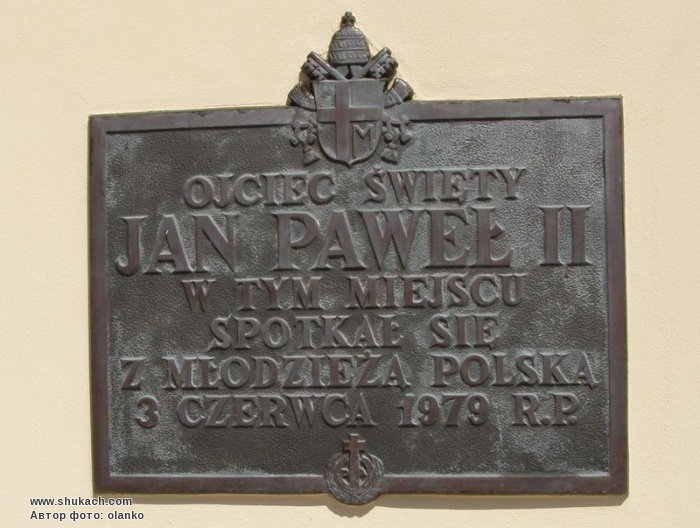 M
OJCIEC ŚWIĘTY
JAN PAWEŁ II
W TYM MIEJSCU
SPOTKAŁ SIĘ
Z MŁODZIEŻĄ POLSKĄ
3 CZERWCA 1979 R.P.
www.shukach.com
Автор фото: olanko